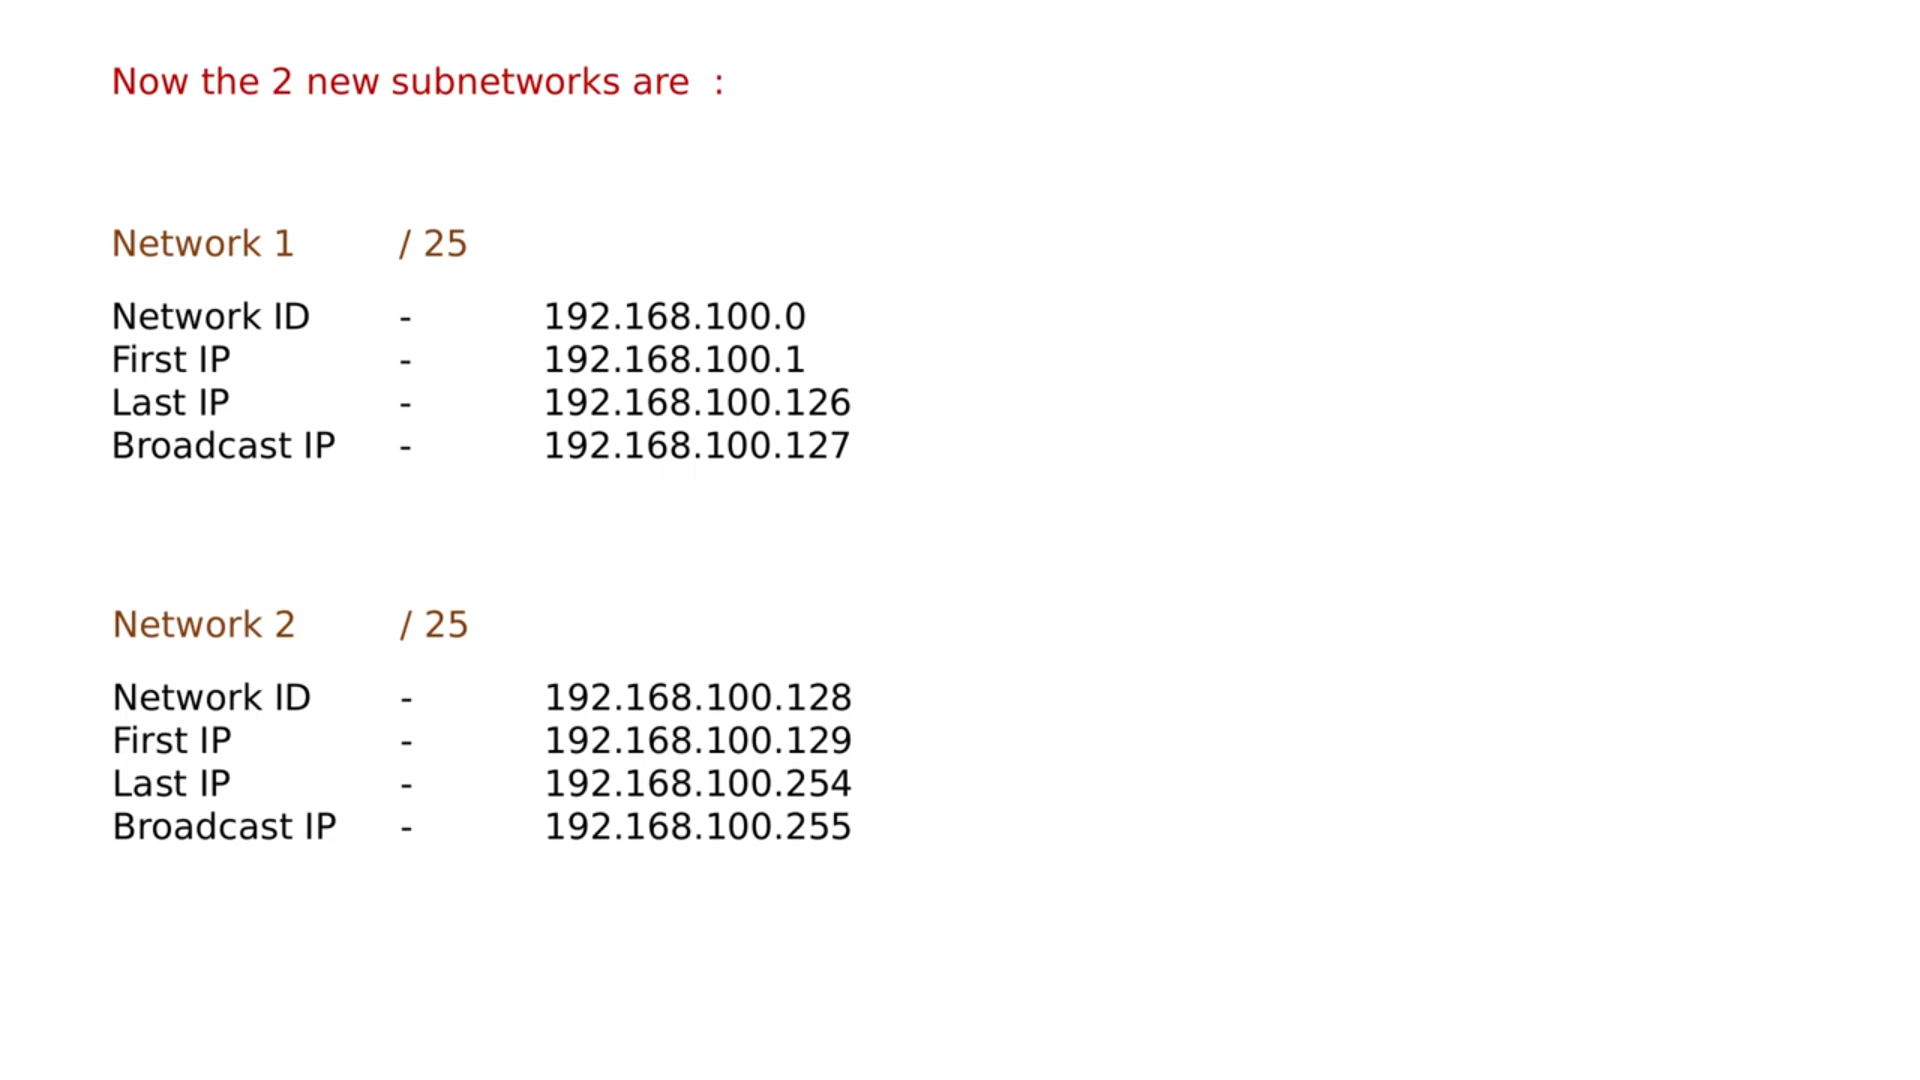 Now the 2 new subnetworks are :
Network 1 / 25
Network ID - 192.168.100.0
First IP - 192.168.100.1
Last IP - 192.168.100.126
Broadcast IP - 192.168.100.127
Network 2 / 25
Network ID - 192.168.100.128
First IP - 192.168.100.129
Last IP - 192.168.100.254
Broadcast IP - 192.168.100.255